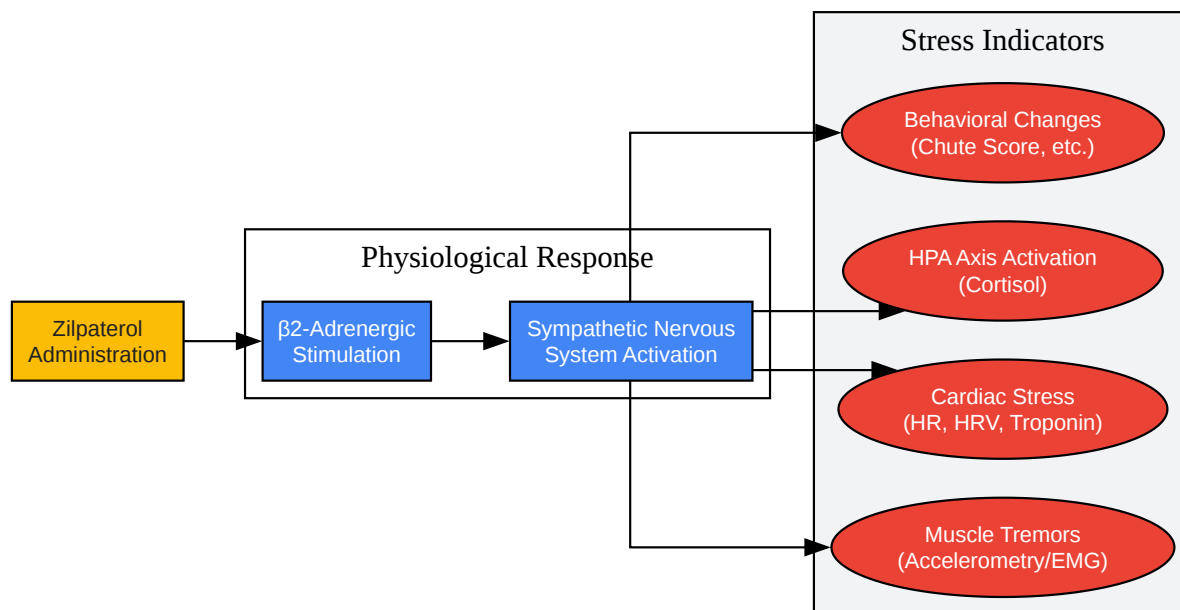 Stress Indicators
Behavioral Changes
(Chute Score, etc.)
Physiological Response
HPA Axis Activation
(Cortisol)
Zilpaterol
Administration
β2-Adrenergic
Stimulation
Sympathetic Nervous
System Activation
Cardiac Stress
(HR, HRV, Troponin)
Muscle Tremors
(Accelerometry/EMG)